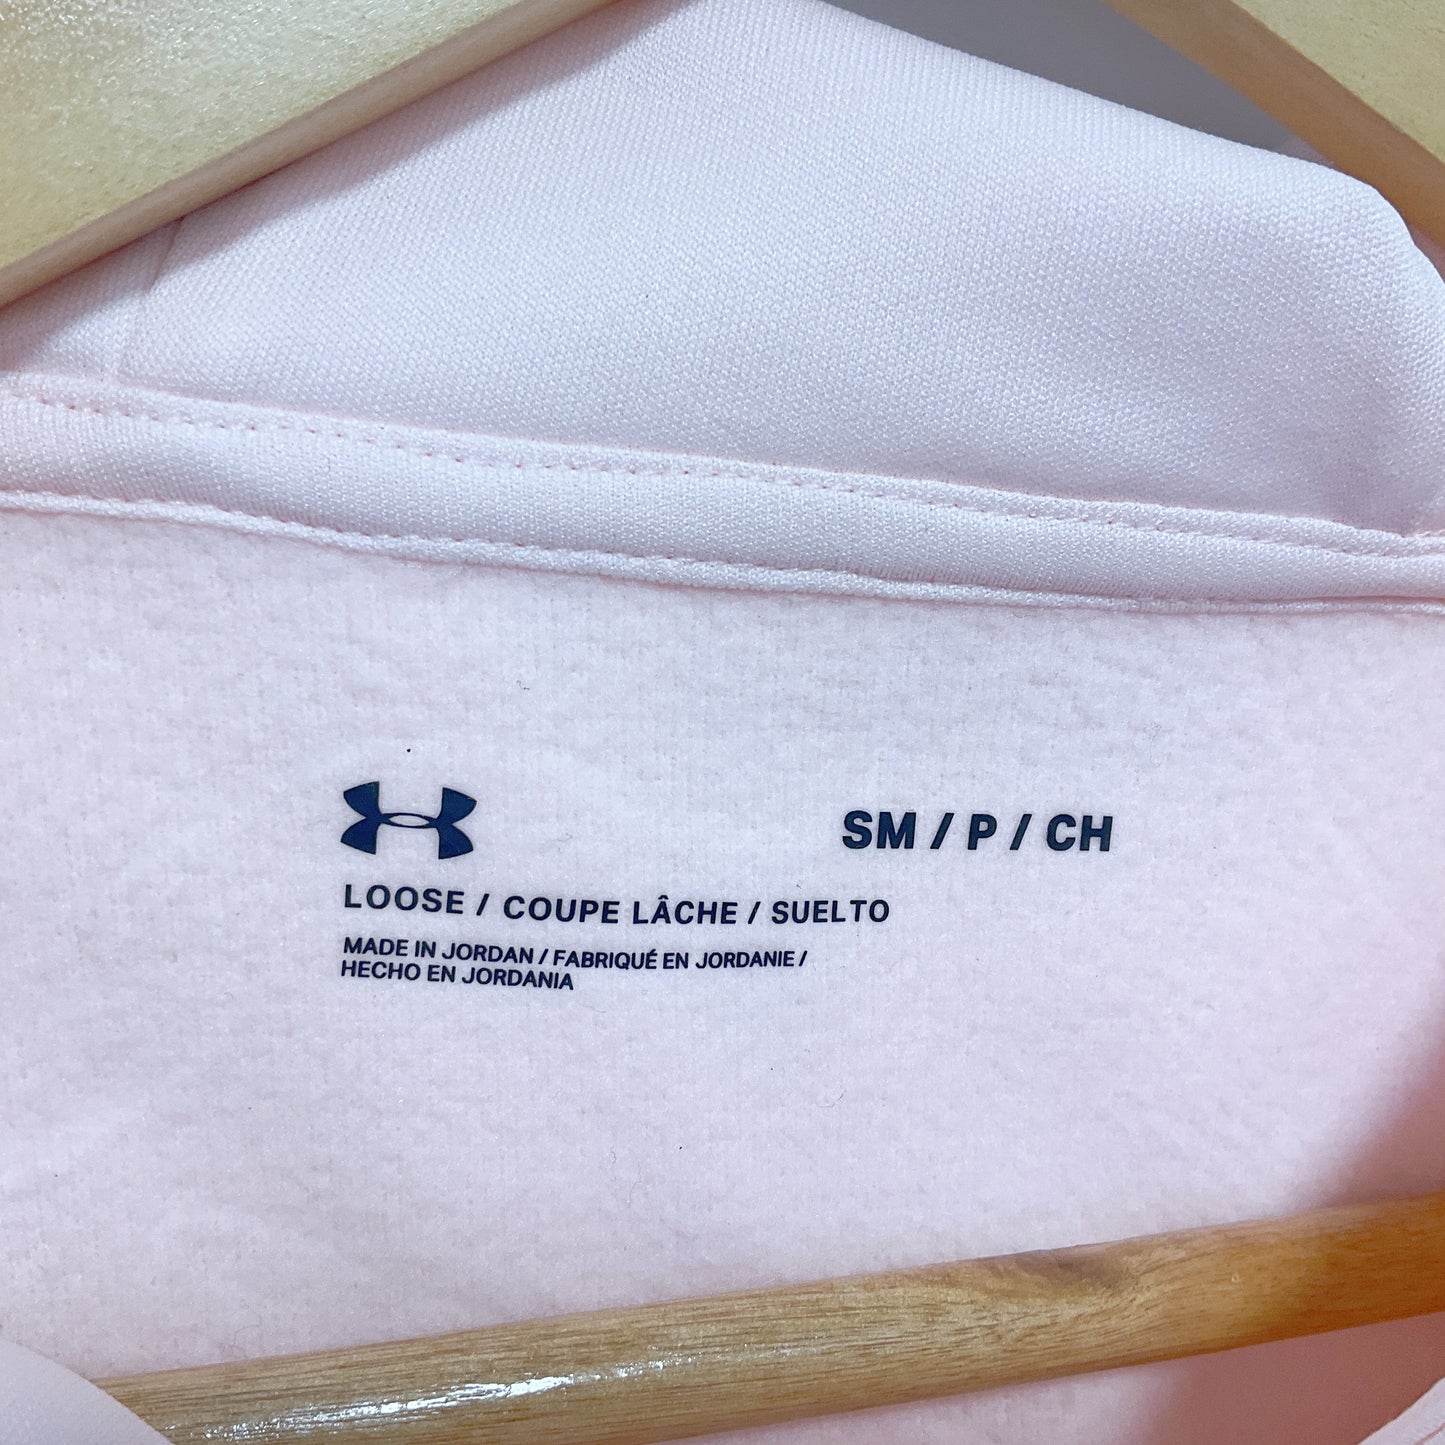 SM / P / CH
LOOSE / COUPE LÂCHE / SUELTO
MADE IN JORDAN / FABRIQUÉ EN JORDANIE /
HECHO EN JORDANIA